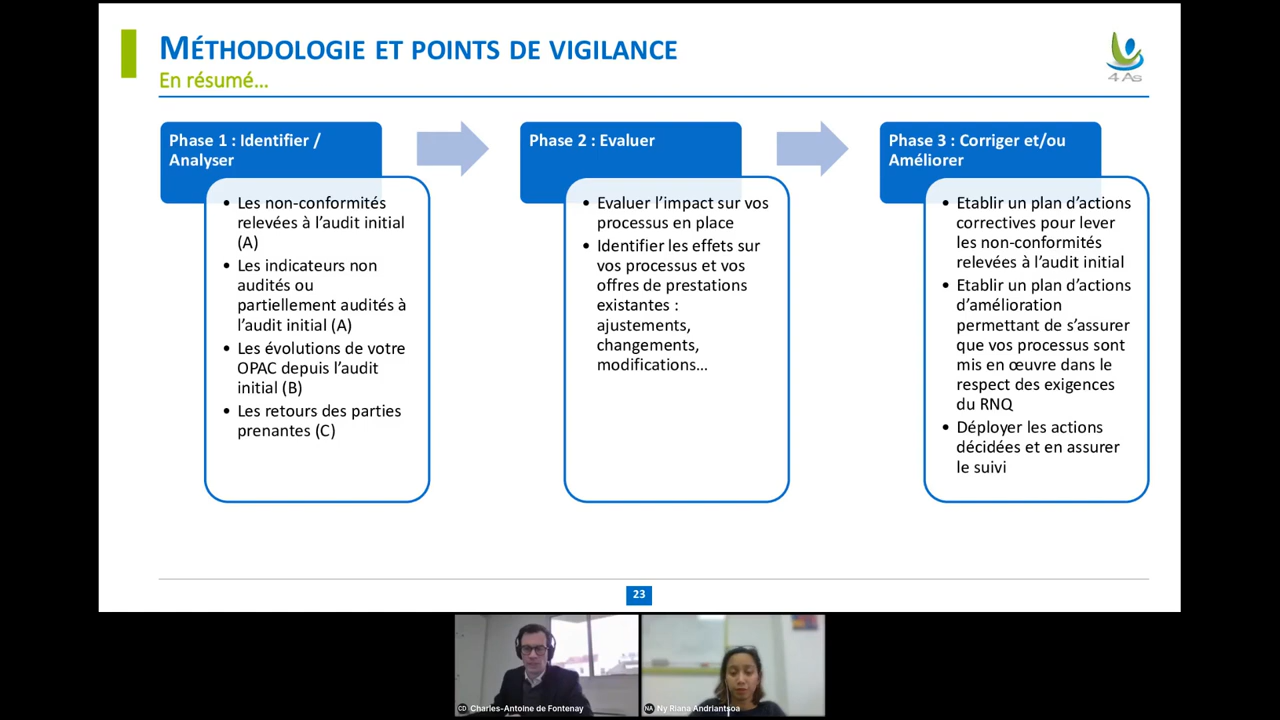 MÉTHODOLOGIE ET POINTS DE VIGILANCE
En résumé…
4 As
Phase 1 : Identifier /
Analyser
• Les non-conformités
relevées à l’audit initial
(A)
• Les indicateurs non
audités ou
partiellement audités à
l’audit initial (A)
• Les évolutions de votre
OPAC depuis l’audit
initial (B)
• Les retours des parties
prenantes (C)
Phase 2 : Evaluer
• Evaluer l’impact sur vos
processus en place
• Identifier les effets sur
vos processus et vos
offres de prestations
existantes :
ajustements,
changements,
modifications…
Phase 3 : Corriger et/ou
Améliorer
• Etablir un plan d’actions
correctives pour lever
les non-conformités
relevées à l’audit initial
• Etablir un plan d’actions
d’amélioration
permettant de s’assurer
que vos processus sont
mis en œuvre dans le
respect des exigences
du RNQ
• Déployer les actions
décidées et en assurer
le suivi
23
CD Charles-Antoine de Fontenay
NA Ny Riana Andriantsoa